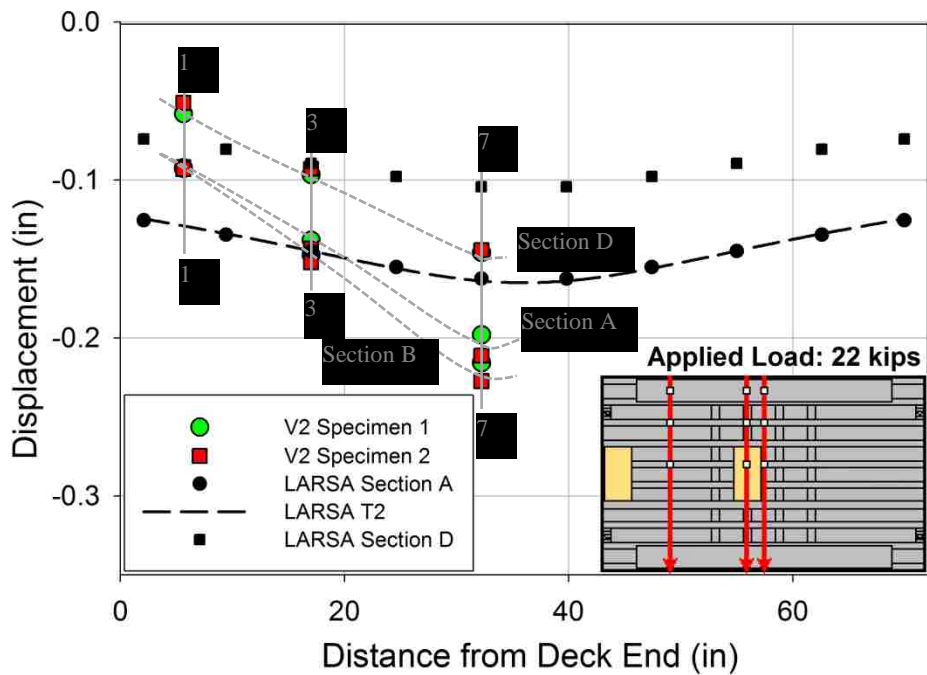 0.0
-0.1
-0.2
-0.3
Displacement (in)
1
3
7
1
3
7
Section D
Section A
Section B
Applied Load: 22 kips
V2 Specimen 1
V2 Specimen 2
LARSA Section A
LARSA T2
LARSA Section D
0
20
40
60
Distance from Deck End (in)